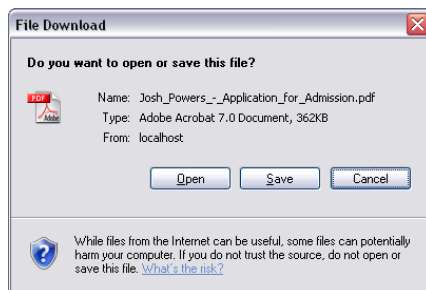 File Download
Do you want to open or save this file?
PDF
Adobe
Name: Josh_Powers_-_Application_for_Admission.pdf
Type: Adobe Acrobat 7.0 Document, 362KB
From: localhost
Open Save Cancel
While files from the Internet can be useful, some files can potentially
harm your computer. If you do not trust the source, do not open or
save this file. What's the risk?